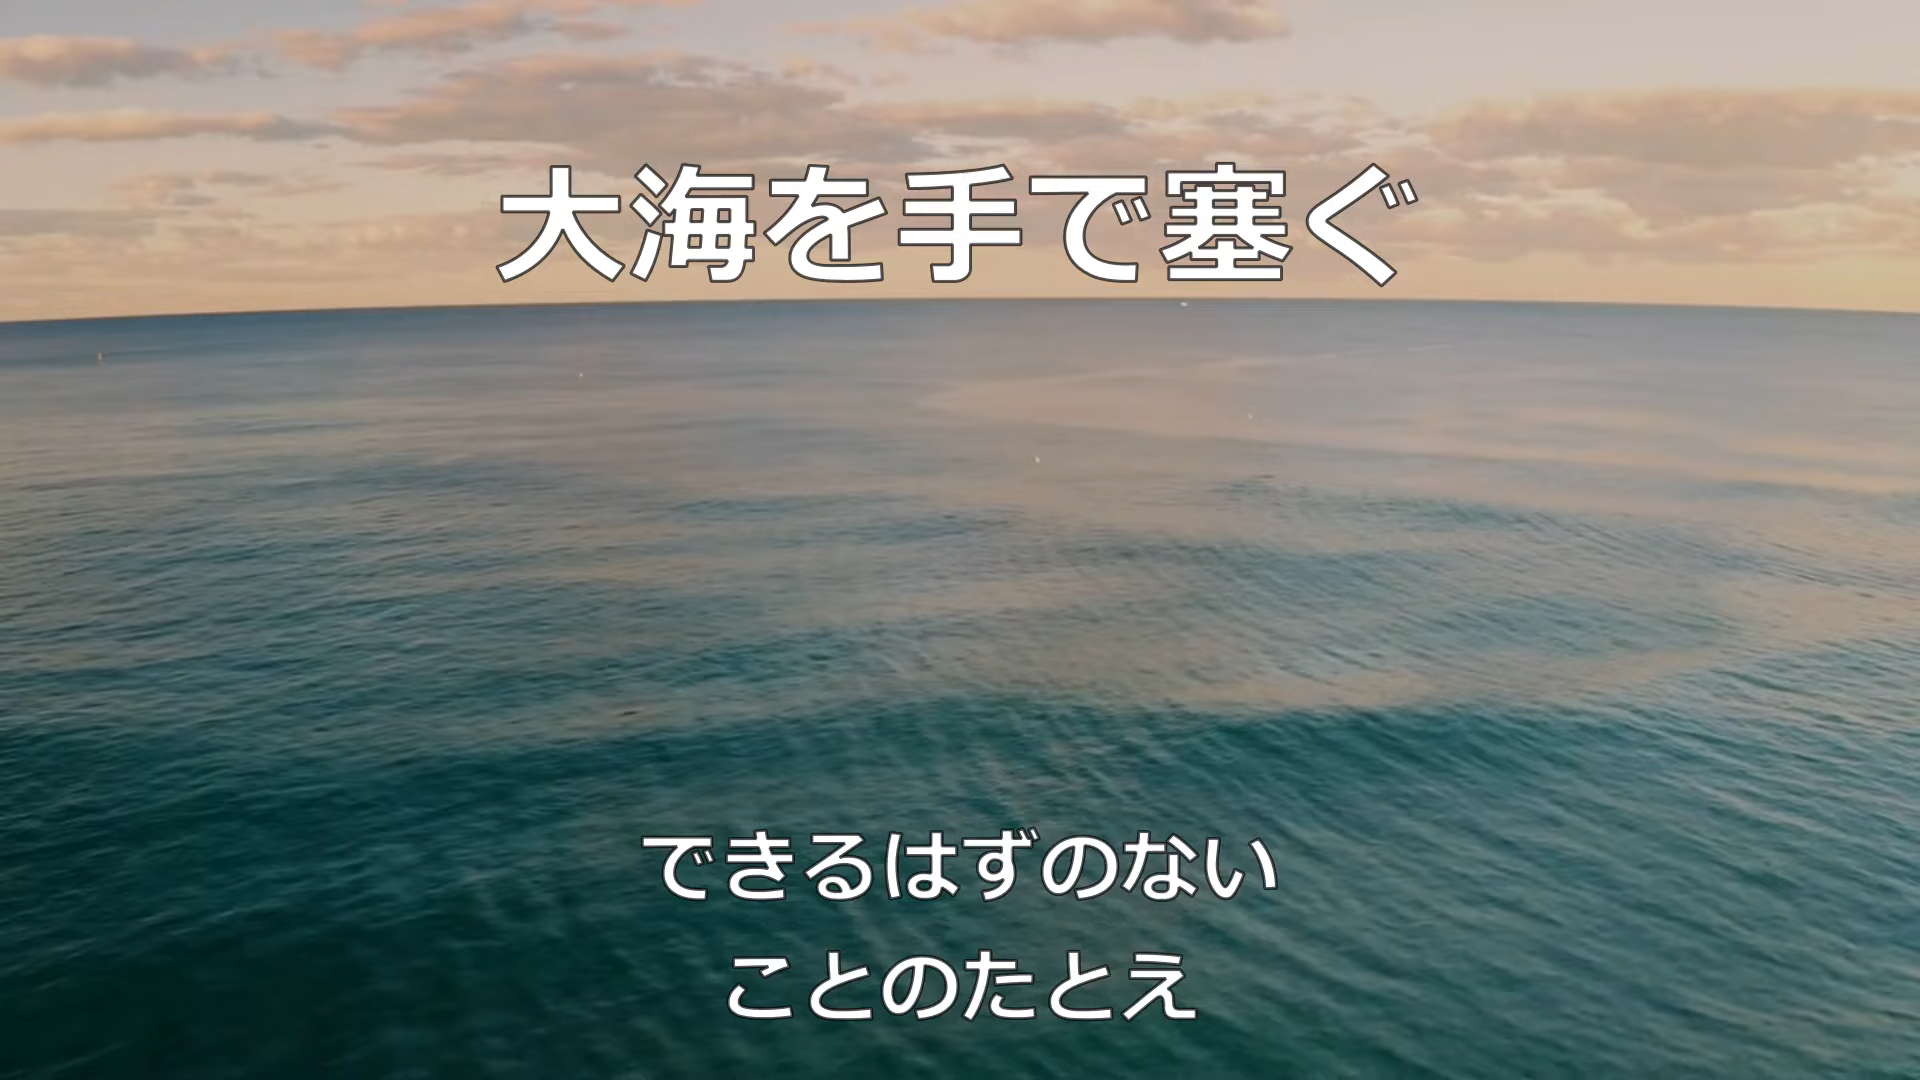 大海を手で塞ぐ
できるはずのない
ことのたとえ